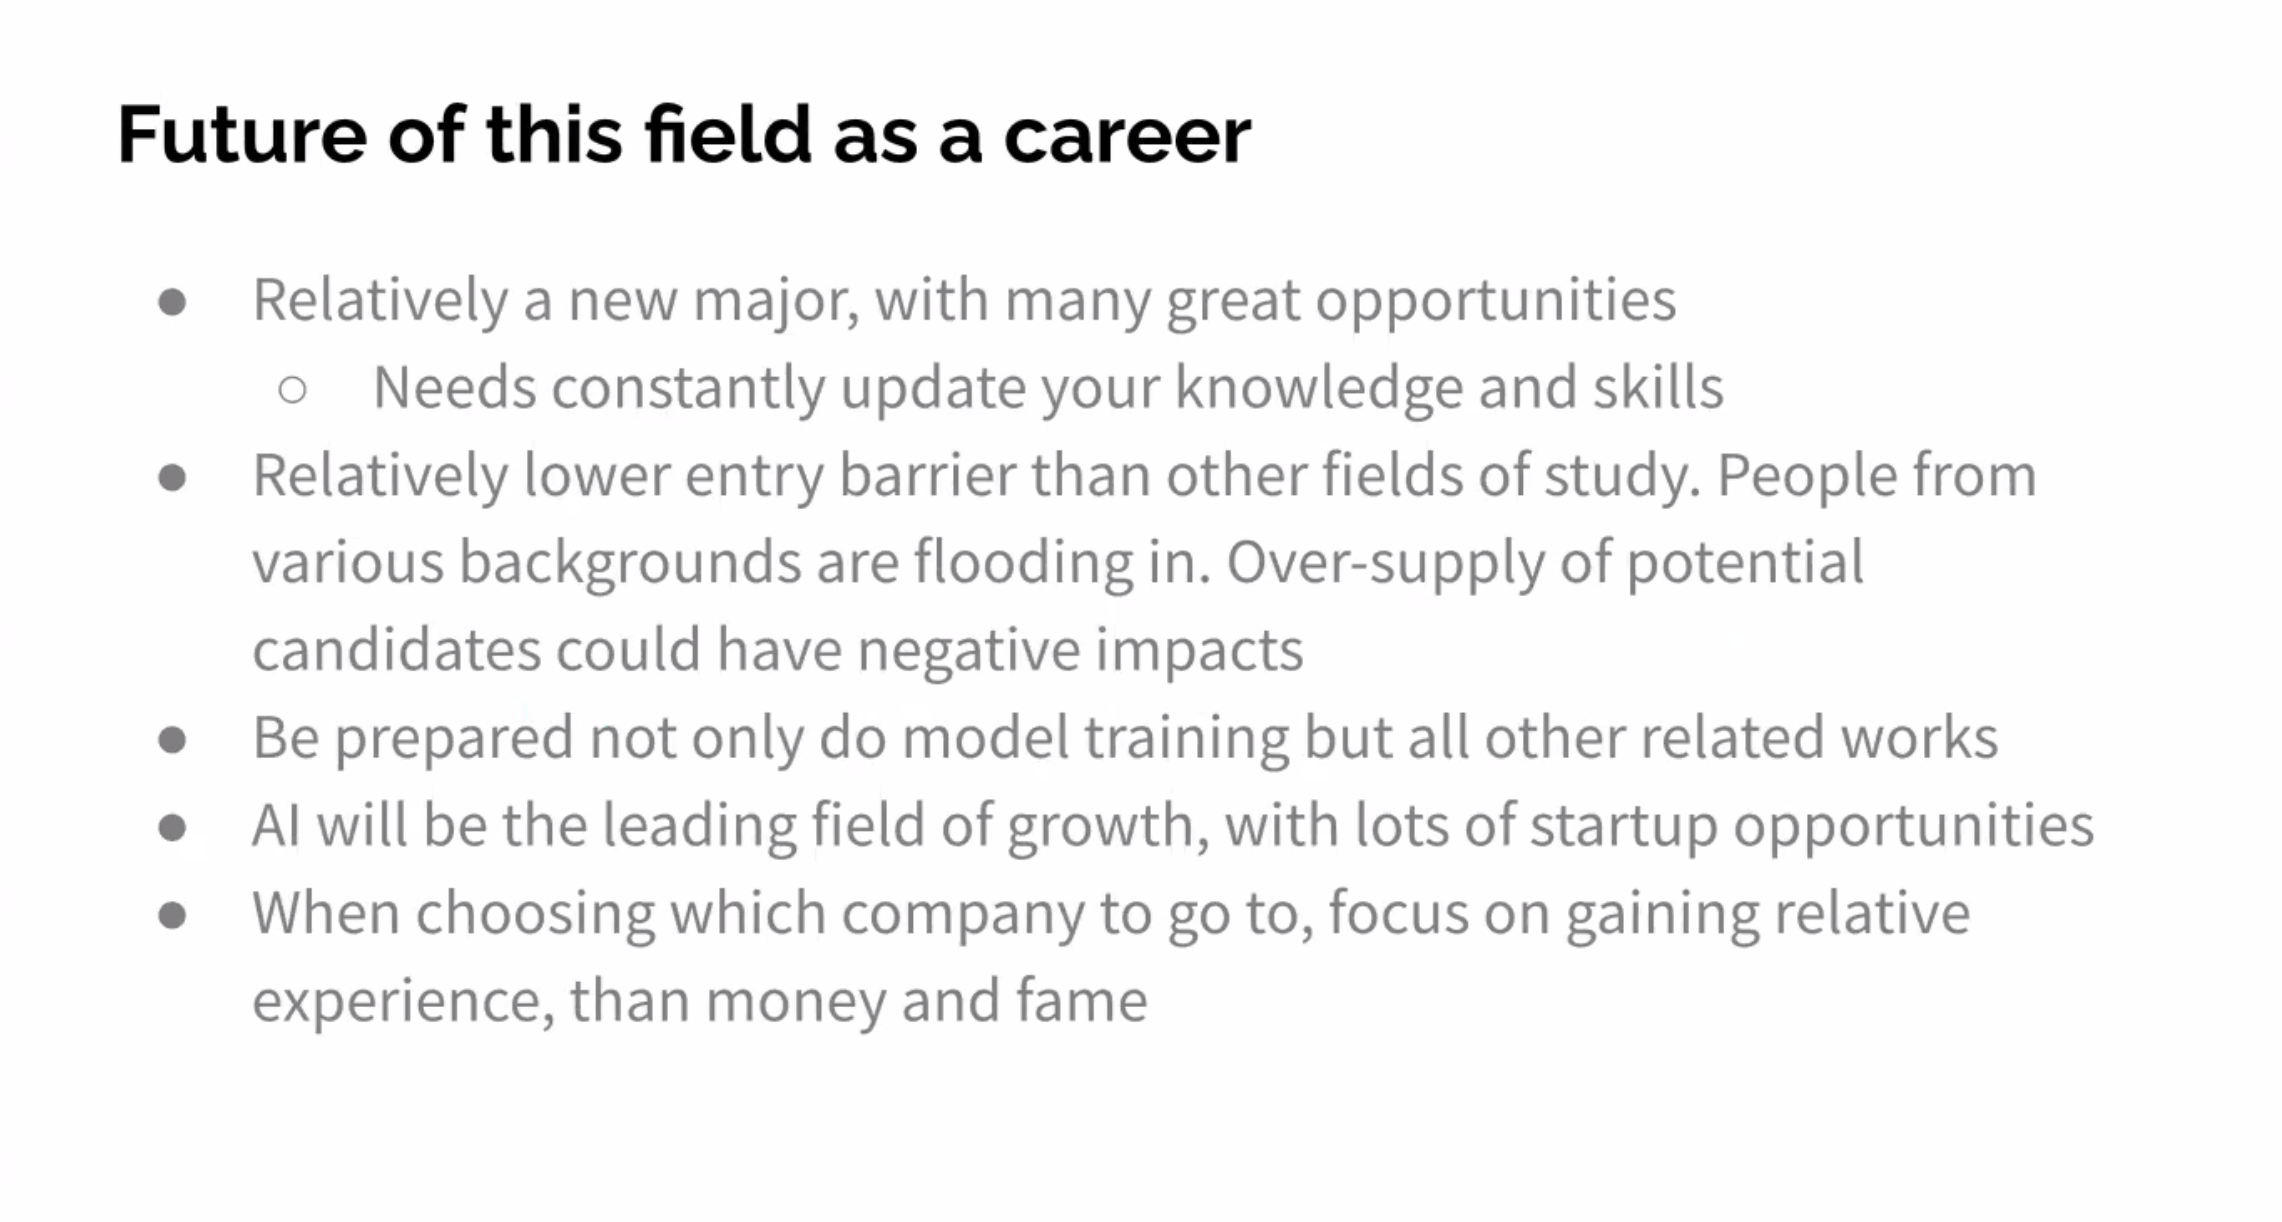 Future of this field as a career
● Relatively a new major, with many great opportunities
○ Needs constantly update your knowledge and skills
● Relatively lower entry barrier than other fields of study. People from
various backgrounds are flooding in. Over-supply of potential
candidates could have negative impacts
● Be prepared not only do model training but all other related works
● AI will be the leading field of growth, with lots of startup opportunities
● When choosing which company to go to, focus on gaining relative
experience, than money and fame